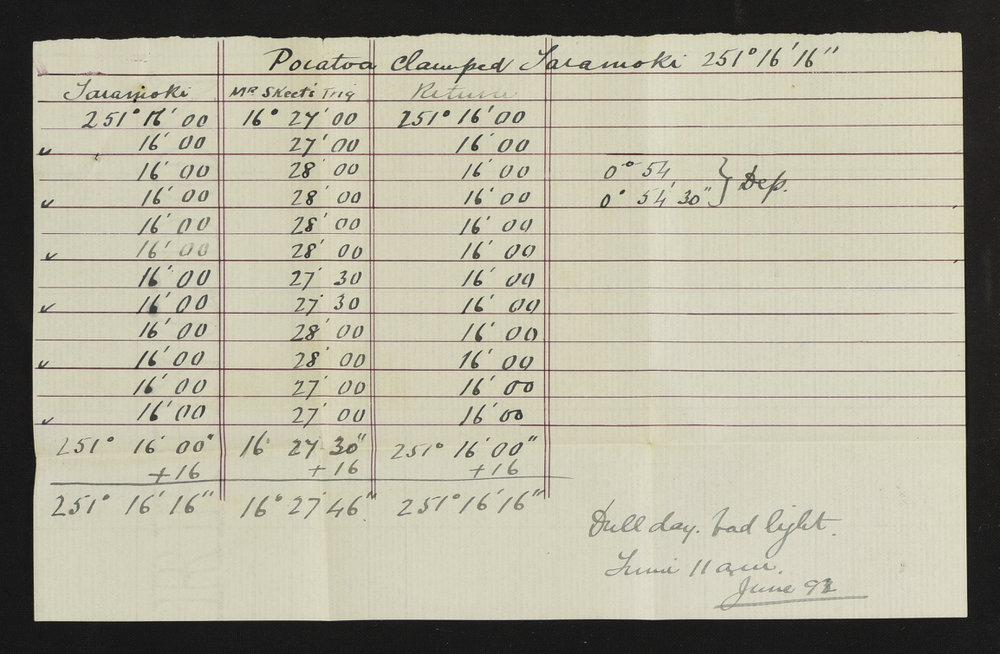 Poratoa clamped Taramoki 251° 16' 16"
Taramoki Mr Skeet's Trig Return
251° 16' 00 16° 27' 00 251° 16' 00
16' 00 27' 00 16' 00
16' 00 28' 00 16' 00 0° 54
16' 00 28' 00 16' 00 0° 54' 30" } Dep.
16' 00 28' 00 16' 00
16' 00 28' 00 16' 00
16' 00 27' 30 16' 00
16' 00 27' 30 16' 00
16' 00 28' 00 16' 00
16' 00 28' 00 16' 00
16' 00 27' 00 16' 00
16' 00 27' 00 16' 00
251° 16' 00" 16° 27' 30" 251° 16' 00"
+16 +16 +16
251° 16' 16" 16° 27' 46" 251° 16' 16"
Dull day. bad light.
11 am.
June